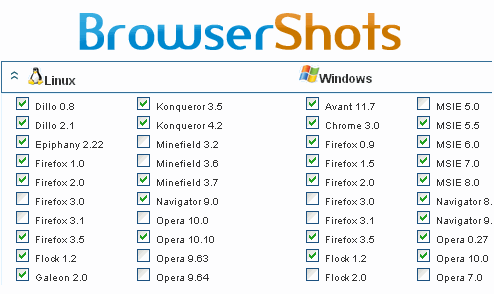 BrowserShots
Linux Windows
Dillo 0.8 Konqueror 3.5 Avant 11.7 MSIE 5.0
Dillo 2.1 Konqueror 4.2 Chrome 3.0 MSIE 5.5
Epiphany 2.22 Minefield 3.2 Firefox 0.9 MSIE 6.0
Firefox 1.0 Minefield 3.6 Firefox 1.5 MSIE 7.0
Firefox 2.0 Minefield 3.7 Firefox 2.0 MSIE 8.0
Firefox 3.0 Navigator 9.0 Firefox 3.0 Navigator 8.
Firefox 3.1 Opera 10.0 Firefox 3.1 Navigator 9.
Firefox 3.5 Opera 10.10 Firefox 3.5 Opera 0.27
Flock 1.2 Opera 9.63 Flock 1.2 Opera 10.0
Galeon 2.0 Opera 9.64 Flock 2.0 Opera 7.0